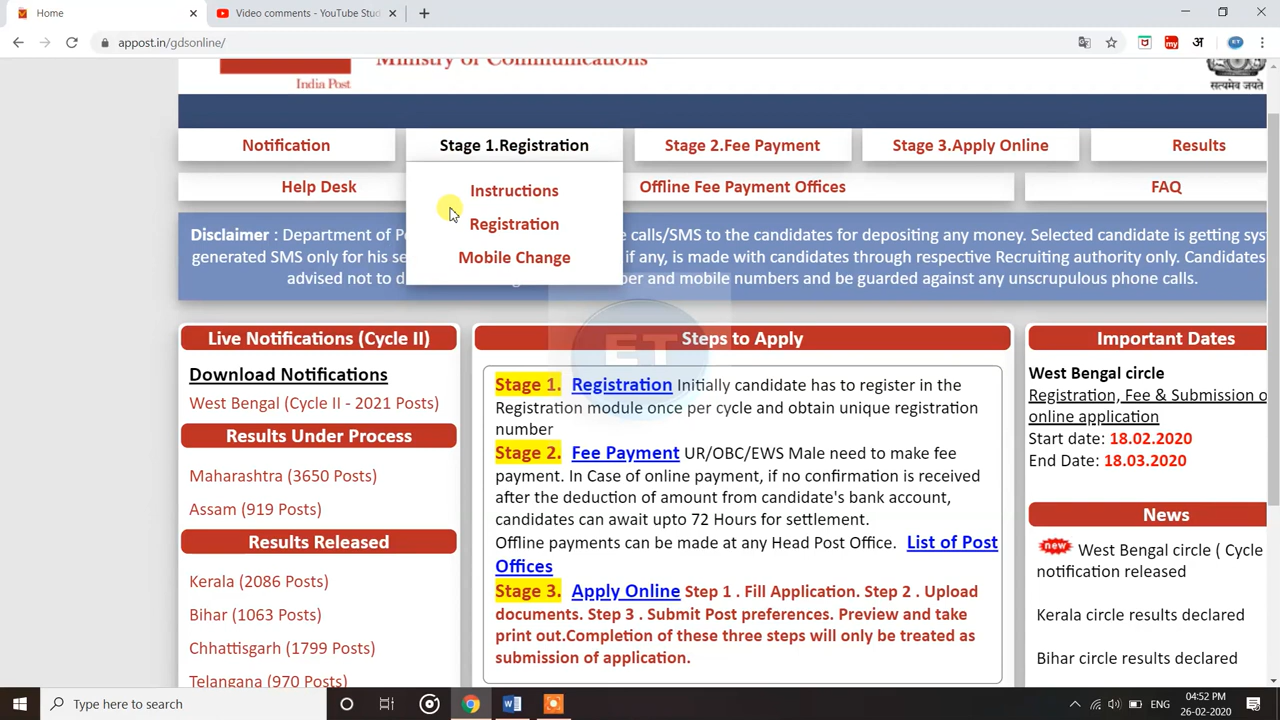 Home
Video comments - YouTube Stud
appost.in/gdsonline/
अ
ET
Ministry of Communications
India Post
सत्यमेव जयते
Notification
Stage 1.Registration
Stage 2.Fee Payment
Stage 3.Apply Online
Results
Help Desk
Offline Fee Payment Offices
FAQ
Instructions
Registration
Mobile Change
Disclaimer : Department of P e calls/SMS to the candidates for depositing any money. Selected candidate is getting sys
generated SMS only for his se if any, is made with candidates through respective Recruiting authority only. Candidates
advised not to d ber and mobile numbers and be guarded against any unscrupulous phone calls.
Live Notifications (Cycle II)
Download Notifications
West Bengal (Cycle II - 2021 Posts)
Results Under Process
Maharashtra (3650 Posts)
Assam (919 Posts)
Results Released
Kerala (2086 Posts)
Bihar (1063 Posts)
Chhattisgarh (1799 Posts)
Telangana (970 Posts)
ET
Steps to Apply
Stage 1. Registration Initially candidate has to register in the
Registration module once per cycle and obtain unique registration
number
Stage 2. Fee Payment UR/OBC/EWS Male need to make fee
payment. In Case of online payment, if no confirmation is received
after the deduction of amount from candidate's bank account,
candidates can await upto 72 Hours for settlement.
Offline payments can be made at any Head Post Office. List of Post
Offices
Stage 3. Apply Online Step 1 . Fill Application. Step 2 . Upload
documents. Step 3 . Submit Post preferences. Preview and take
print out.Completion of these three steps will only be treated as
submission of application.
Important Dates
West Bengal circle
Registration, Fee & Submission o
online application
Start date: 18.02.2020
End Date: 18.03.2020
News
new West Bengal circle ( Cycle
notification released
Kerala circle results declared
Bihar circle results declared
Type here to search
ENG
04:52 PM
26-02-2020